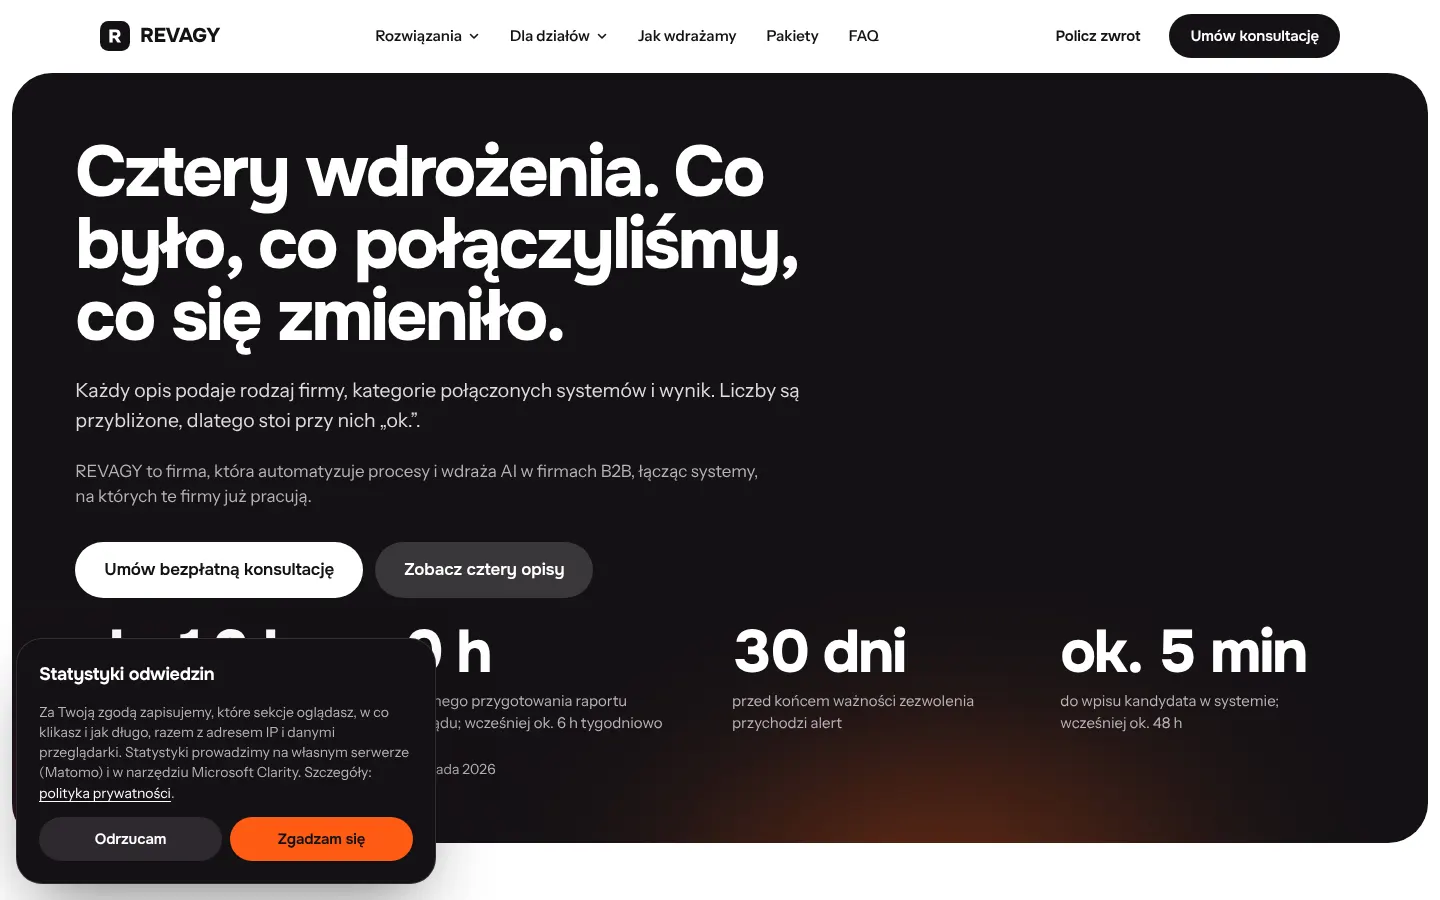 R REVAGY
Rozwiązania
Dla działów
Jak wdrażamy
Pakiety
FAQ
Policz zwrot
Umów konsultację
Cztery wdrożenia. Co
było, co połączyliśmy,
co się zmieniło.
Każdy opis podaje rodzaj firmy, kategorie połączonych systemów i wynik. Liczby są
przybliżone, dlatego stoi przy nich „ok.”.
REVAGY to firma, która automatyzuje procesy i wdraża AI w firmach B2B, łącząc systemy,
na których te firmy już pracują.
Umów bezpłatną konsultację
Zobacz cztery opisy
0 h
przygotowania raportu
wcześniej ok. 6 h tygodniowo
30 dni
przed końcem ważności zezwolenia
przychodzi alert
ok. 5 min
do wpisu kandydata w systemie;
wcześniej ok. 48 h
2026
Statystyki odwiedzin
Za Twoją zgodą zapisujemy, które sekcje oglądasz, w co
klikasz i jak długo, razem z adresem IP i danymi
przeglądarki. Statystyki prowadzimy na własnym serwerze
(Matomo) i w narzędziu Microsoft Clarity. Szczegóły:
polityka prywatności.
Odrzucam
Zgadzam się